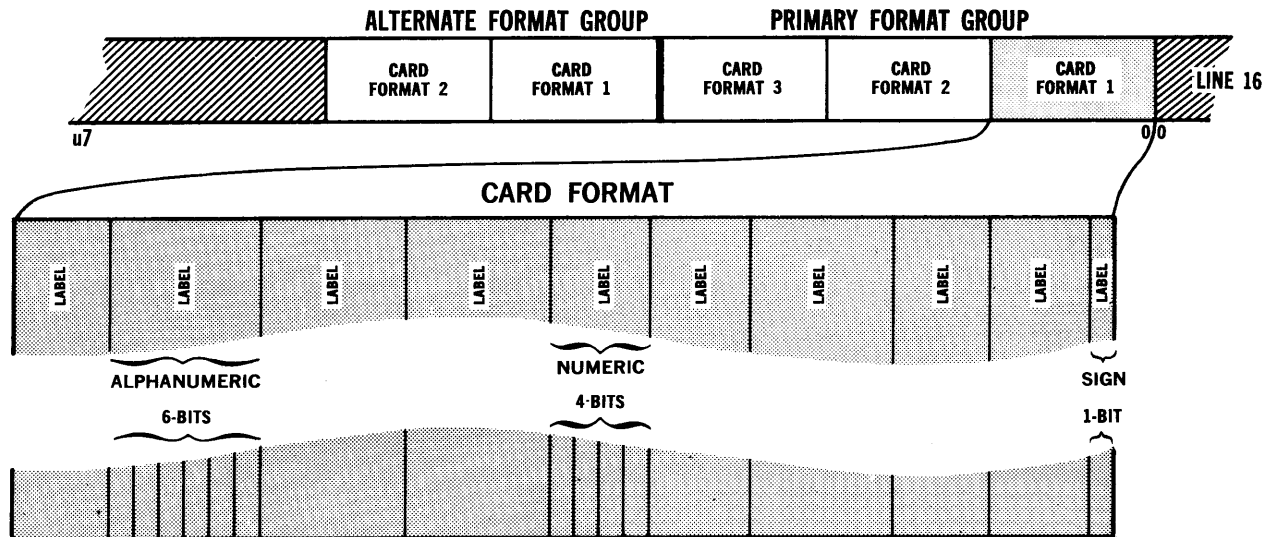 ALTERNATE FORMAT GROUP PRIMARY FORMAT GROUP
CARD FORMAT 2 CARD FORMAT 1 CARD FORMAT 3 CARD FORMAT 2 CARD FORMAT 1 LINE 16
u7 0,0
CARD FORMAT
LABEL LABEL LABEL LABEL LABEL LABEL LABEL LABEL LABEL LABEL
ALPHANUMERIC NUMERIC SIGN
6-BITS 4-BITS 1-BIT